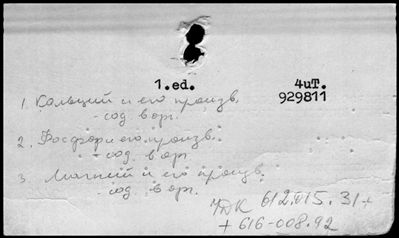 1.ed. 4uT.
929811
1. Кальций и его произв.
- сод. в орг.
2. Фосфор и его произв.
- сод. в орг.
3. Магний и его произв.
- сод. в орг.
УДК 612.015.31+
+ 616-008.92